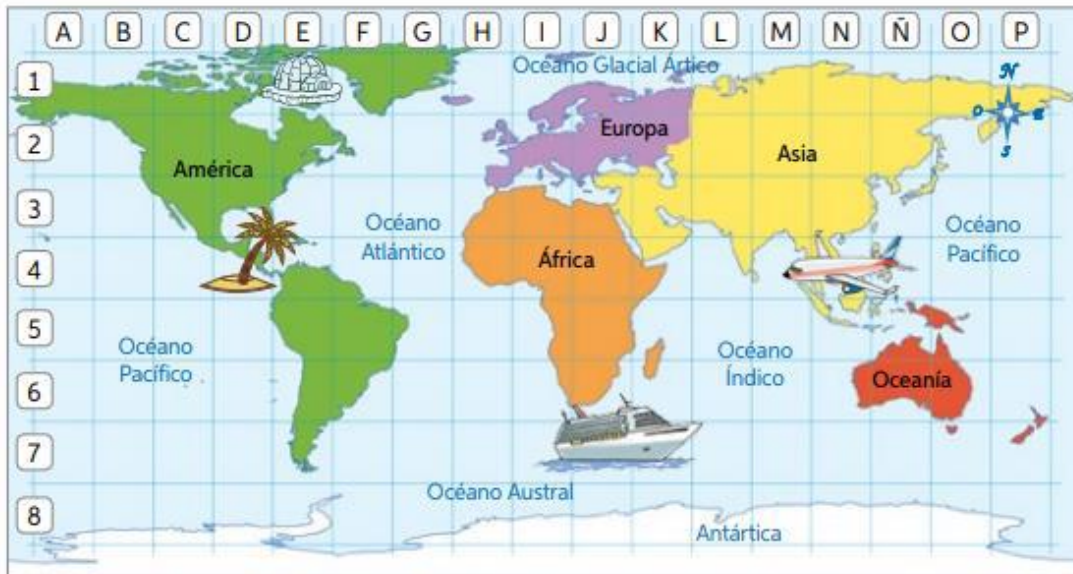 A B C D E F G H I J K L M N Ñ O P
1
Océano Glacial Ártico
N
O E
S
2
Europa
Asia
América
3
Océano
Atlántico
Océano
Pacífico
4
África
5
Océano
Pacífico
Océano
Índico
6
Oceanía
7
8
Océano Austral
Antártica